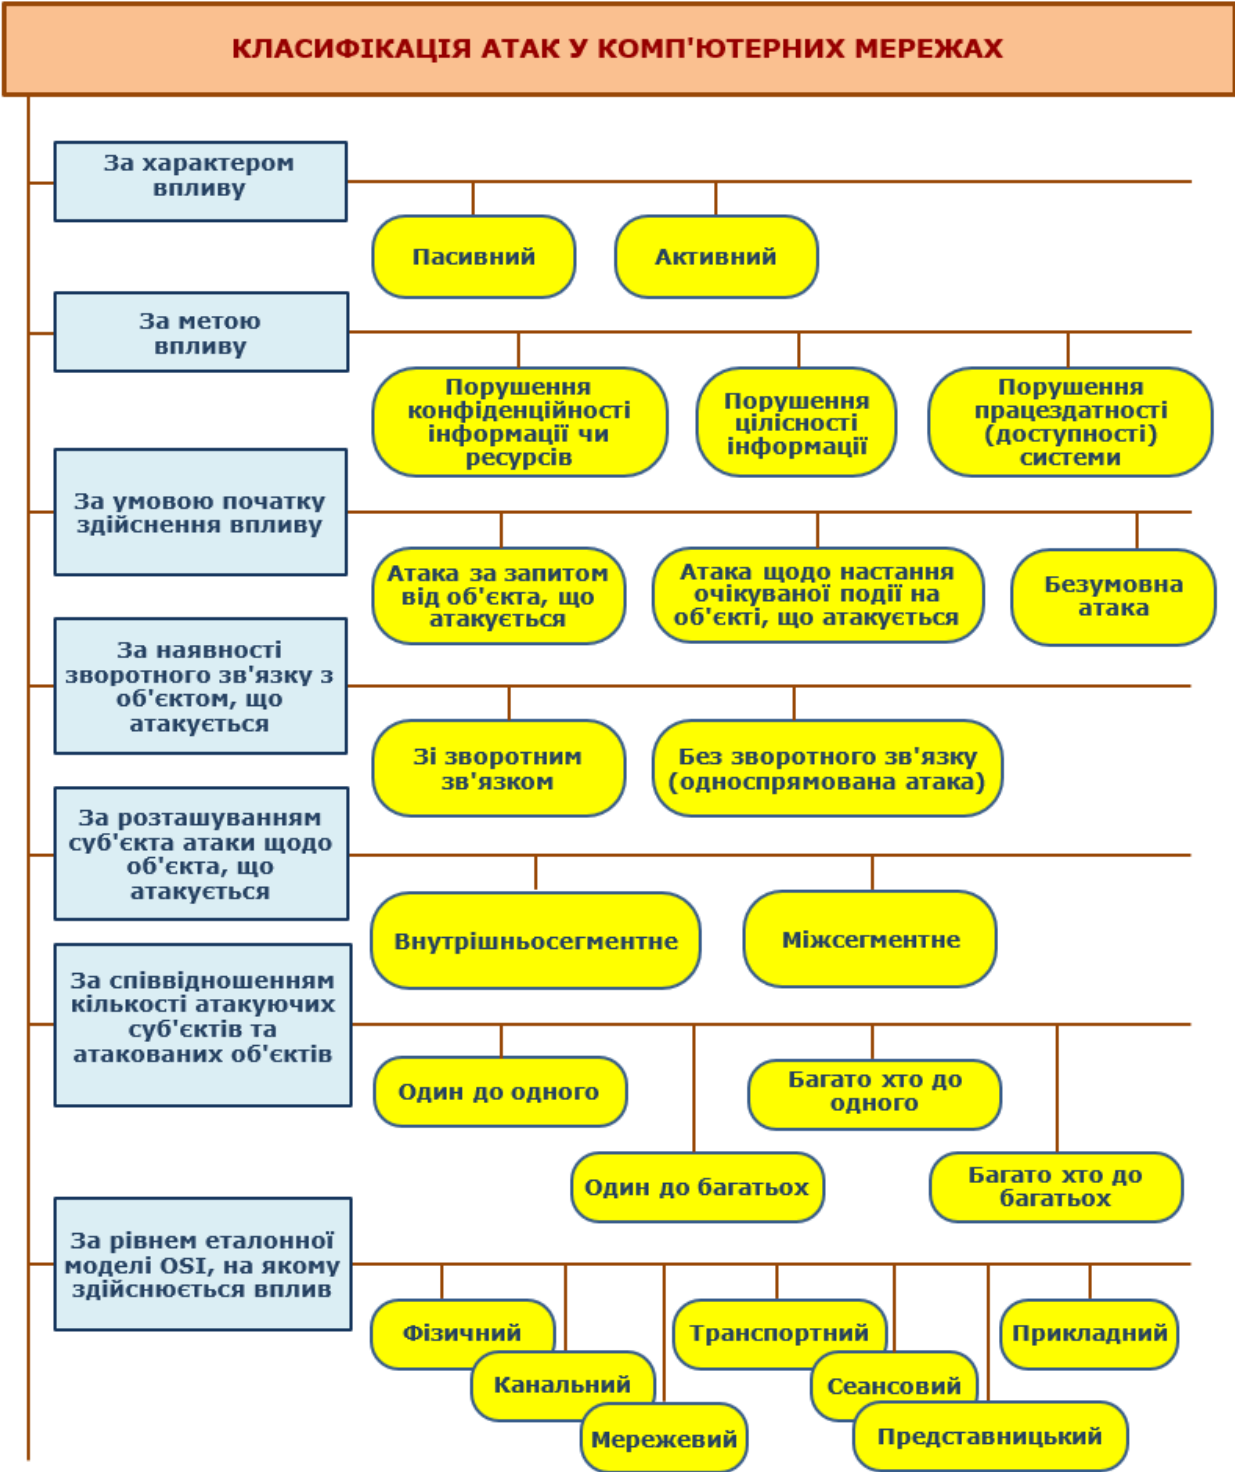 КЛАСИФІКАЦІЯ АТАК У КОМП'ЮТЕРНИХ МЕРЕЖАХ
За характером
впливу
Пасивний
Активний
За метою
впливу
Порушення
конфіденційності
інформації чи
ресурсів
Порушення
цілісності
інформації
Порушення
працездатності
(доступності)
системи
За умовою початку
здійснення впливу
Атака за запитом
від об'єкта, що
атакується
Атака щодо настання
очікуваної події на
об'єкті, що атакується
Безумовна
атака
За наявності
зворотного зв'язку з
об'єктом, що
атакується
Зі зворотним
зв'язком
Без зворотного зв'язку
(односпрямована атака)
За розташуванням
суб'єкта атаки щодо
об'єкта, що
атакується
Внутрішньосегментне
Міжсегментне
За співвідношенням
кількості атакуючих
суб'єктів та
атакованих об'єктів
Один до одного
Багато хто до
одного
Один до багатьох
Багато хто до
багатьох
За рівнем еталонної
моделі OSI, на якому
здійснюється вплив
Фізичний
Транспортний
Прикладний
Канальний
Сеансовий
Мережевий
Представницький